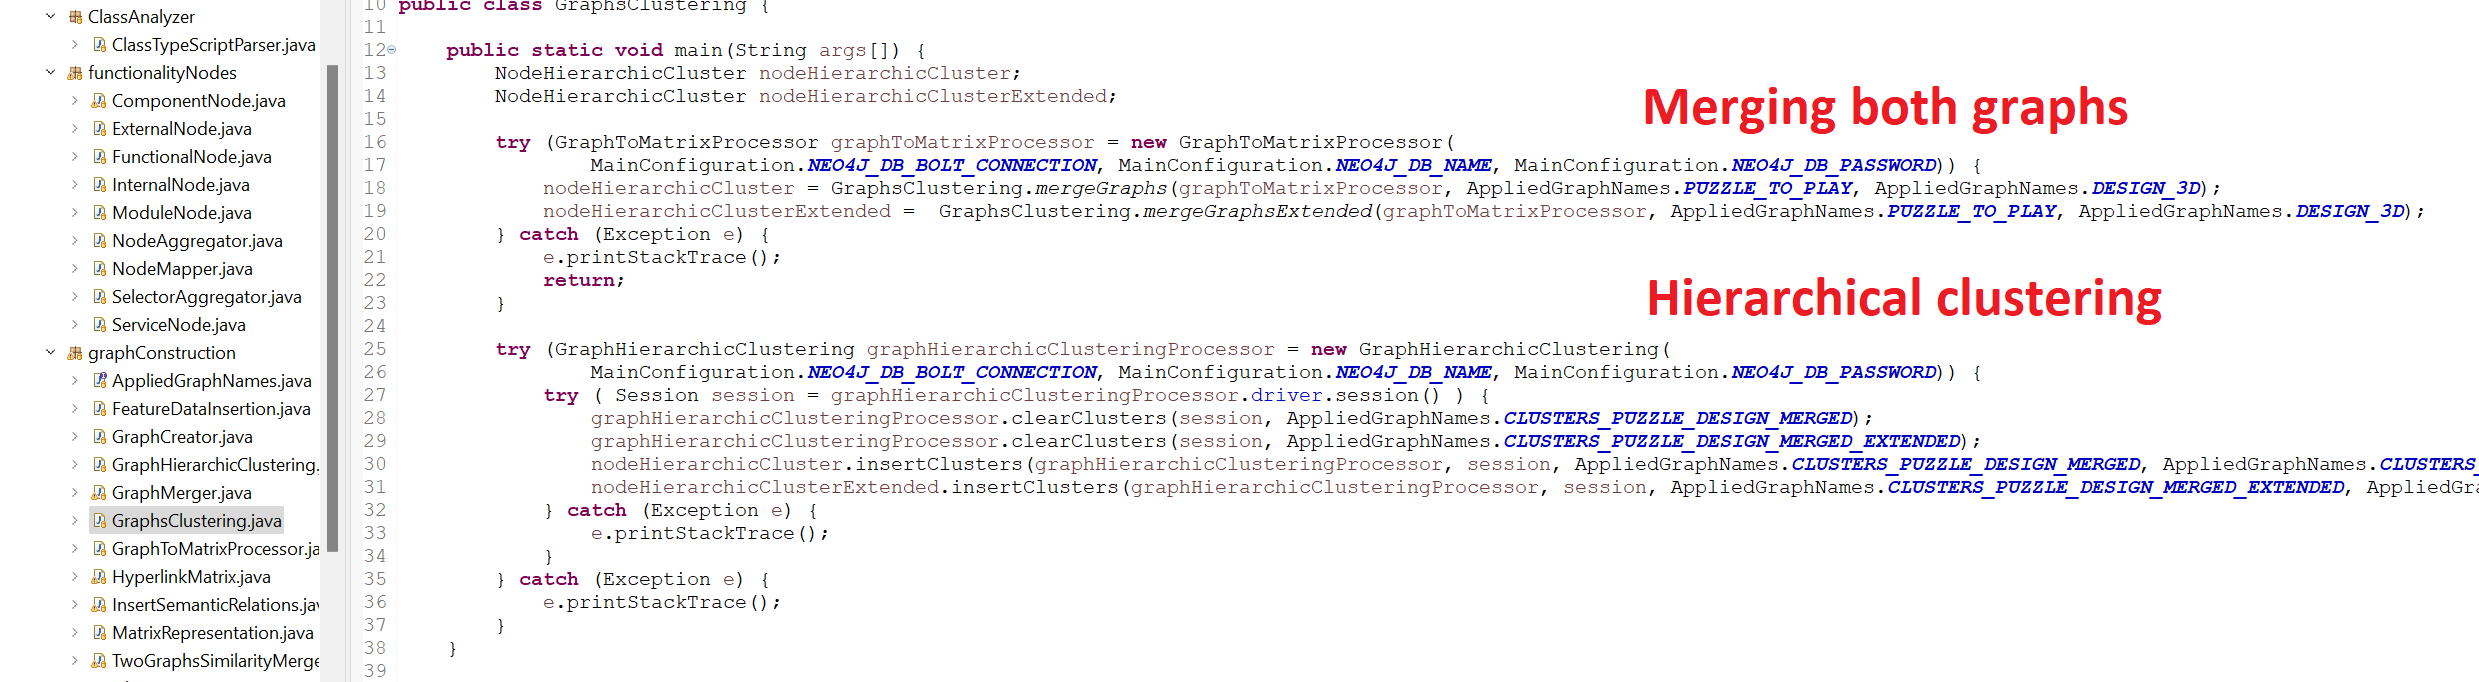 ClassAnalyzer
ClassTypeScriptParser.java
functionalityNodes
ComponentNode.java
ExternalNode.java
FunctionalNode.java
InternalNode.java
ModuleNode.java
NodeAggregator.java
NodeMapper.java
SelectorAggregator.java
ServiceNode.java
graphConstruction
AppliedGraphNames.java
FeatureDataInsertion.java
GraphCreator.java
GraphHierarchicClustering.
GraphMerger.java
GraphsClustering.java
GraphToMatrixProcessor.ja
HyperlinkMatrix.java
InsertSemanticRelations.jav
MatrixRepresentation.java
TwoGraphsSimilarityMerge
10 public class GraphsClustering {
11
12 public static void main(String args[]) {
13 NodeHierarchicCluster nodeHierarchicCluster;
14 NodeHierarchicCluster nodeHierarchicClusterExtended;
Merging both graphs
15
16 try (GraphToMatrixProcessor graphToMatrixProcessor = new GraphToMatrixProcessor(
17 MainConfiguration.NEO4J_DB_BOLT_CONNECTION, MainConfiguration.NEO4J_DB_NAME, MainConfiguration.NEO4J_DB_PASSWORD)) {
18 nodeHierarchicCluster = GraphsClustering.mergeGraphs(graphToMatrixProcessor, AppliedGraphNames.PUZZLE_TO_PLAY, AppliedGraphNames.DESIGN_3D);
19 nodeHierarchicClusterExtended = GraphsClustering.mergeGraphsExtended(graphToMatrixProcessor, AppliedGraphNames.PUZZLE_TO_PLAY, AppliedGraphNames.DESIGN_3D);
20 } catch (Exception e) {
21 e.printStackTrace();
22 return;
23 }
Hierarchical clustering
24
25 try (GraphHierarchicClustering graphHierarchicClusteringProcessor = new GraphHierarchicClustering(
26 MainConfiguration.NEO4J_DB_BOLT_CONNECTION, MainConfiguration.NEO4J_DB_NAME, MainConfiguration.NEO4J_DB_PASSWORD)) {
27 try ( Session session = graphHierarchicClusteringProcessor.driver.session() ) {
28 graphHierarchicClusteringProcessor.clearClusters(session, AppliedGraphNames.CLUSTERS_PUZZLE_DESIGN_MERGED);
29 graphHierarchicClusteringProcessor.clearClusters(session, AppliedGraphNames.CLUSTERS_PUZZLE_DESIGN_MERGED_EXTENDED);
30 nodeHierarchicCluster.insertClusters(graphHierarchicClusteringProcessor, session, AppliedGraphNames.CLUSTERS_PUZZLE_DESIGN_MERGED, AppliedGraphNames.CLUSTERS_
31 nodeHierarchicClusterExtended.insertClusters(graphHierarchicClusteringProcessor, session, AppliedGraphNames.CLUSTERS_PUZZLE_DESIGN_MERGED_EXTENDED, AppliedGra
32 } catch (Exception e) {
33 e.printStackTrace();
34 }
35 } catch (Exception e) {
36 e.printStackTrace();
37 }
38 }
39